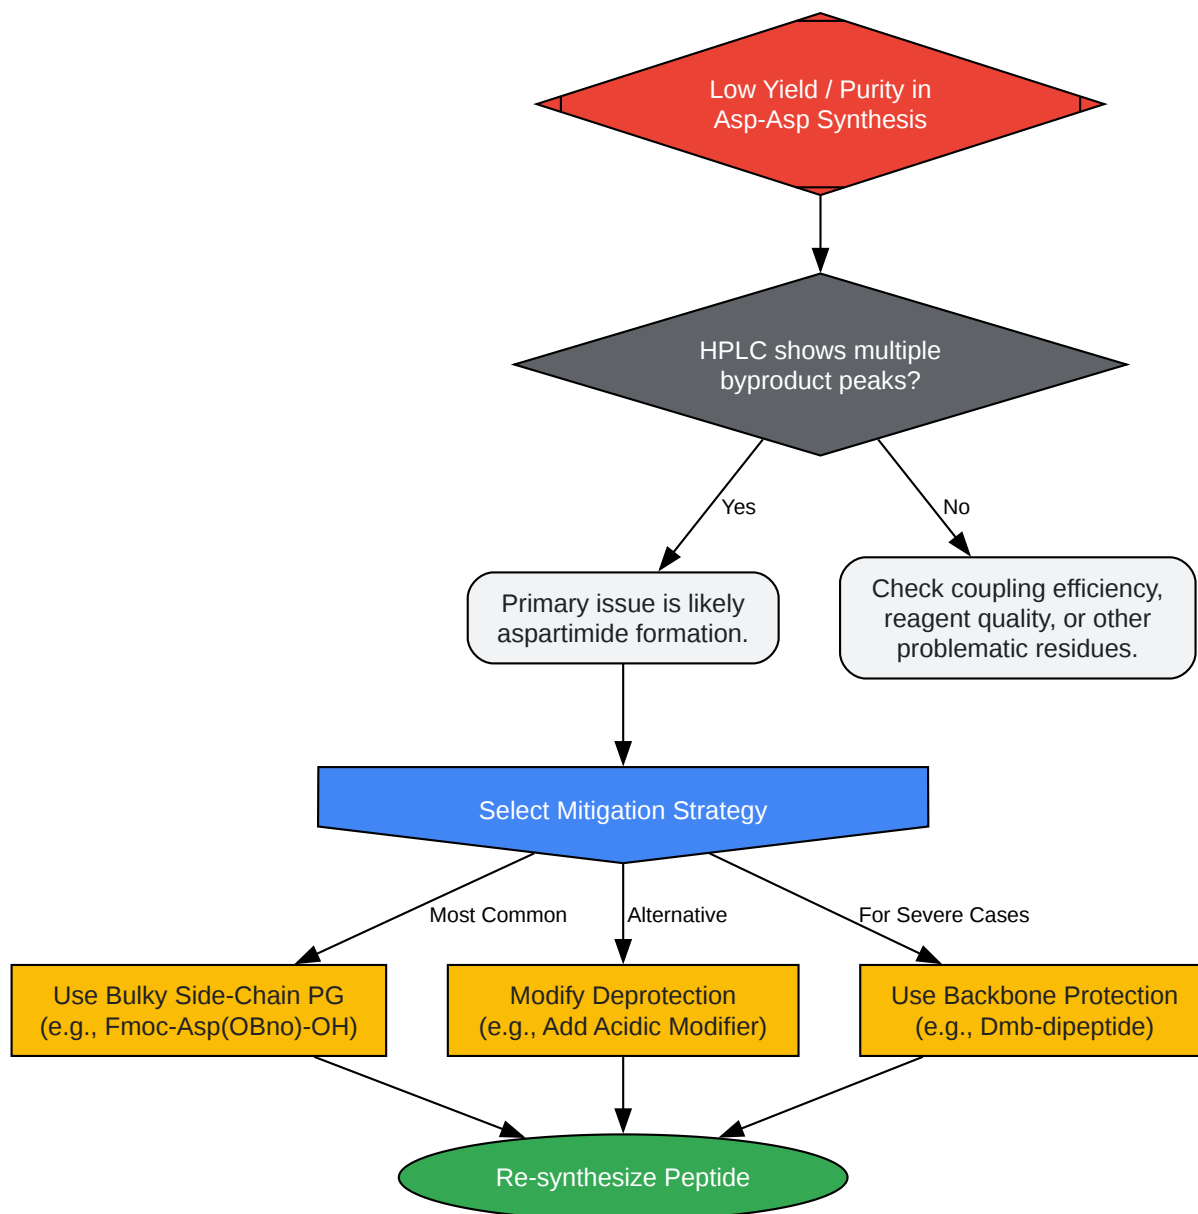 Low Yield / Purity in
Asp-Asp Synthesis
HPLC shows multiple
byproduct peaks?
Yes
No
Primary issue is likely
aspartimide formation.
Check coupling efficiency,
reagent quality, or other
problematic residues.
Select Mitigation Strategy
Most Common
Alternative
For Severe Cases
Use Bulky Side-Chain PG
(e.g., Fmoc-Asp(OBno)-OH)
Modify Deprotection
(e.g., Add Acidic Modifier)
Use Backbone Protection
(e.g., Dmb-dipeptide)
Re-synthesize Peptide